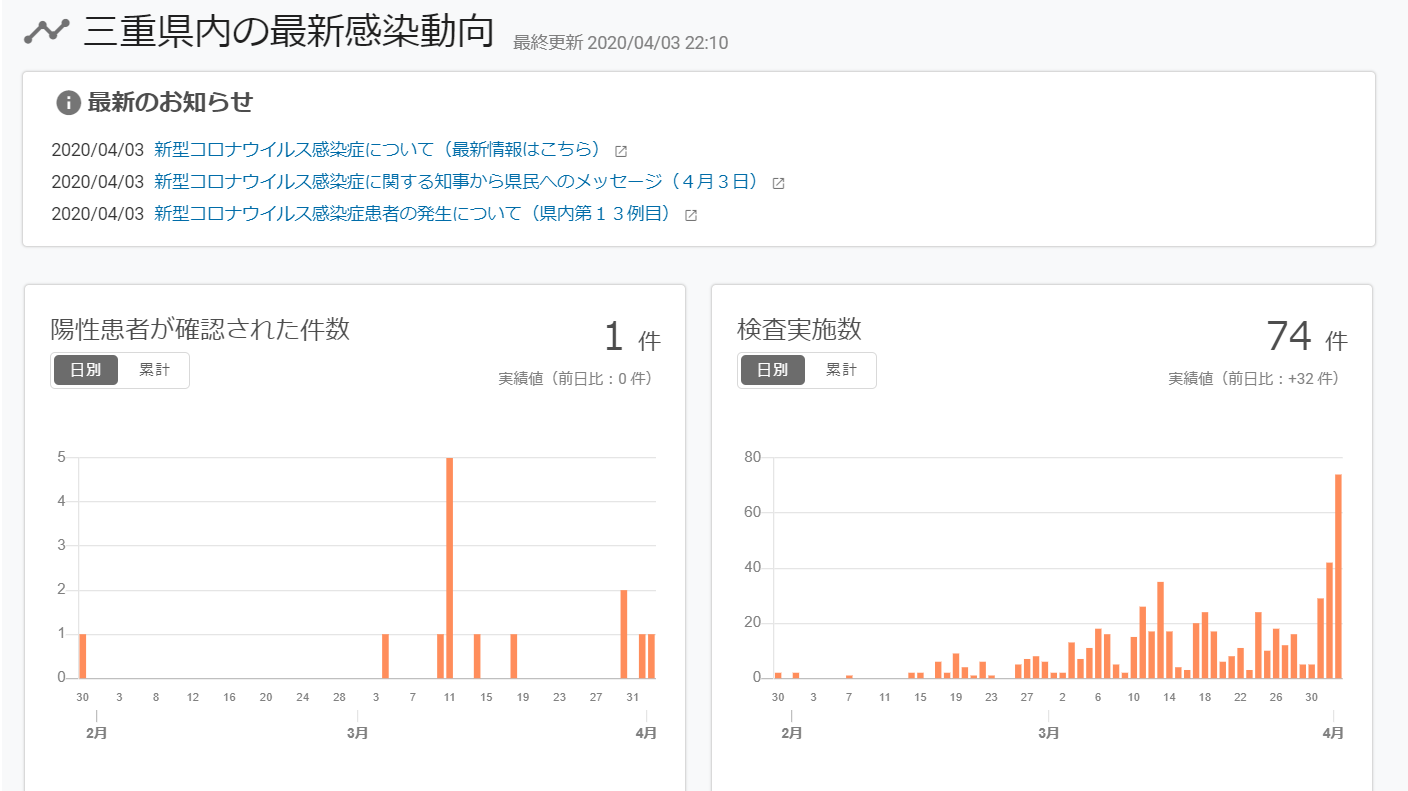 三重県内の最新感染動向 最終更新 2020/04/03 22:10
最新のお知らせ
2020/04/03 新型コロナウイルス感染症について（最新情報はこちら）
2020/04/03 新型コロナウイルス感染症に関する知事から県民へのメッセージ（４月３日）
2020/04/03 新型コロナウイルス感染症患者の発生について（県内第１３例目）
陽性患者が確認された件数
1 件
日別 累計
実績値（前日比：0 件）
5
4
3
2
1
0
30 3 8 12 16 20 24 28 3 7 11 15 19 23 27 31
2月 3月 4月
検査実施数
74 件
日別 累計
実績値（前日比：+32 件）
80
60
40
20
0
30 3 7 11 15 19 23 27 2 6 10 14 18 22 26 30
2月 3月 4月